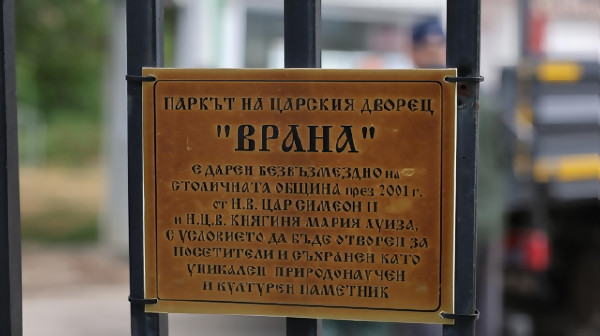 ПАРКЪТ НА ЦАРСКИЯ ДВОРЕЦ
"ВРАНА"
Е ДАРЕН БЕЗВЪЗМЕЗДНО на
СТОЛИЧНАТА ОБЩИНА през 2001 г.
от Н.В. ЦАР СИМЕОН II
и Н.Ц.В. КНЯГИНЯ МАРИЯ ЛУИЗА,
С УСЛОВИЕТО ДА БЪДЕ ОТВОРЕН ЗА
ПОСЕТИТЕЛИ И СЪХРАНЕН КАТО
УНИКАЛЕН ПРИРОДОНАУЧЕН
И КУЛТУРЕН ПАМЕТНИК